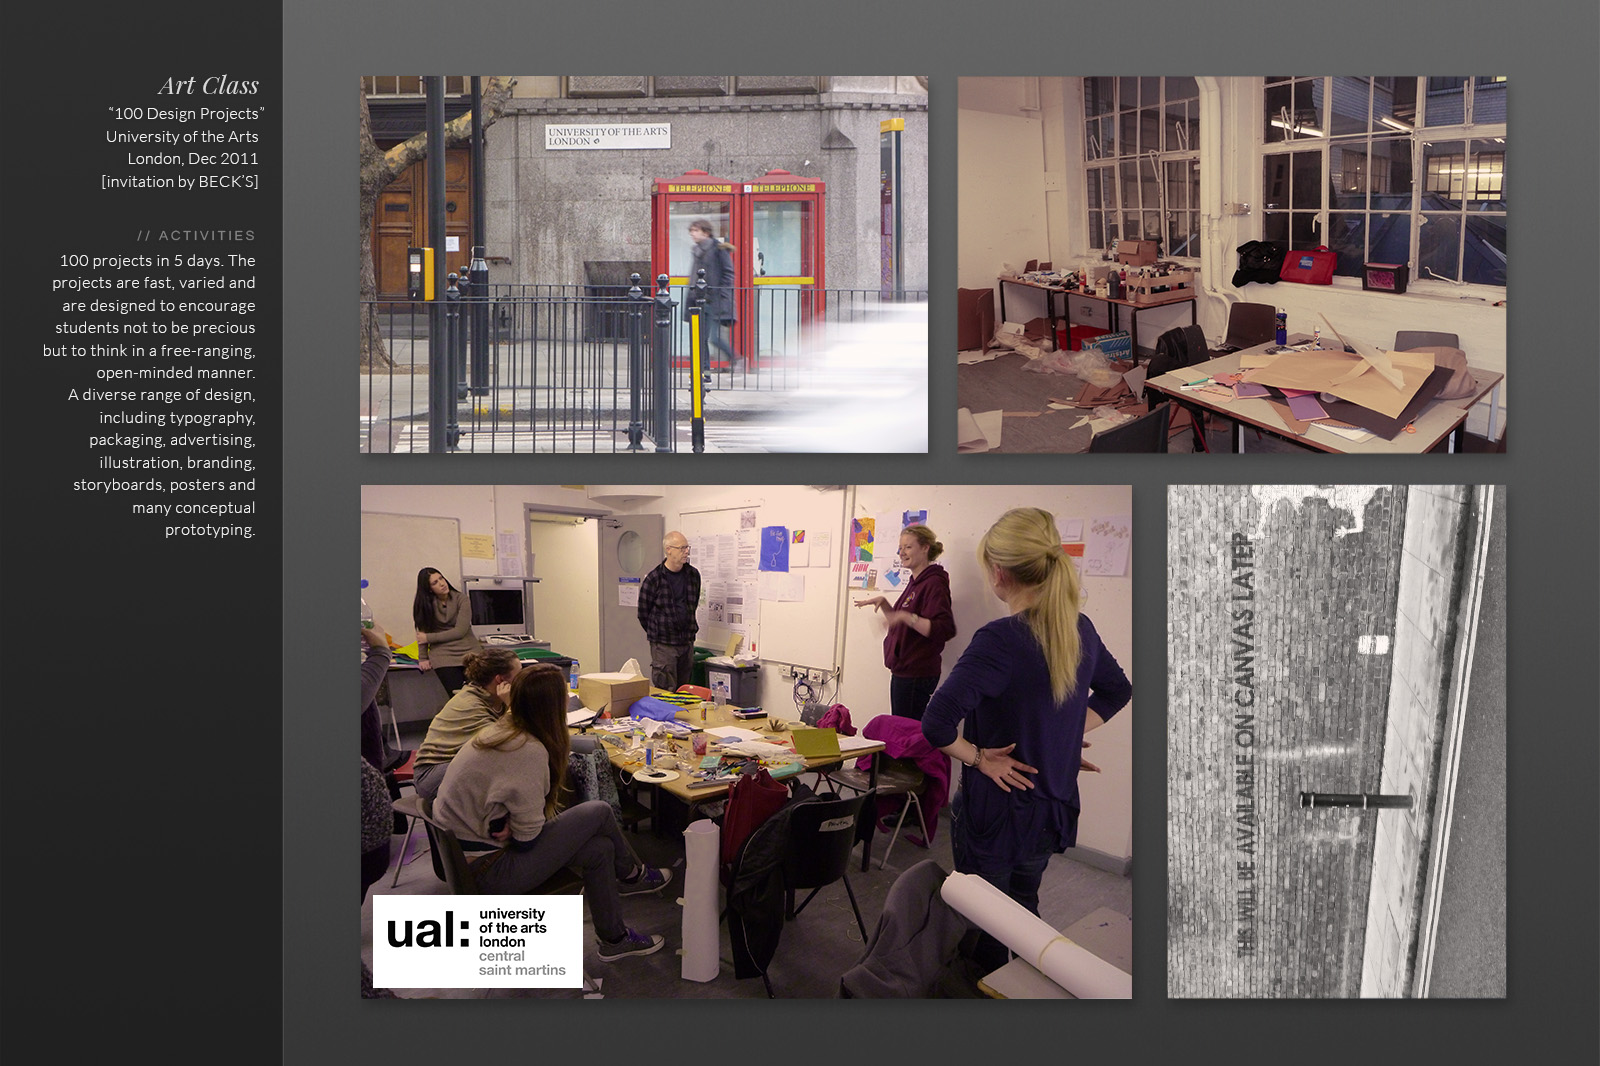 Art Class
“100 Design Projects”
University of the Arts
London, Dec 2011
[invitation by BECK’S]
// ACTIVITIES
100 projects in 5 days. The
projects are fast, varied and
are designed to encourage
students not to be precious
but to think in a free-ranging,
open-minded manner.
A diverse range of design,
including typography,
packaging, advertising,
illustration, branding,
storyboards, posters and
many conceptual
prototyping.
UNIVERSITY OF THE ARTS
LONDON
TELEPHONE
TELEPHONE
THIS WILL BE AVAILABLE ON CANVAS LATER
ual:
university
of the arts
london
central
saint martins